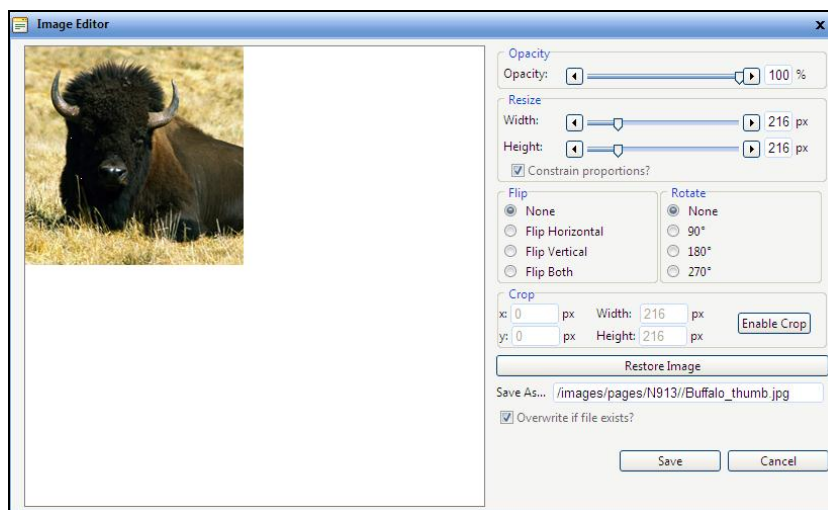 Image Editor
x
Opacity
Opacity: 100 %
Resize
Width: 216 px
Height: 216 px
Constrain proportions?
Flip
None
Flip Horizontal
Flip Vertical
Flip Both
Rotate
None
90°
180°
270°
Crop
x: 0 px Width: 216 px
y: 0 px Height: 216 px
Enable Crop
Restore Image
Save As... /images/pages/N913//Buffalo_thumb.jpg
Overwrite if file exists?
Save Cancel